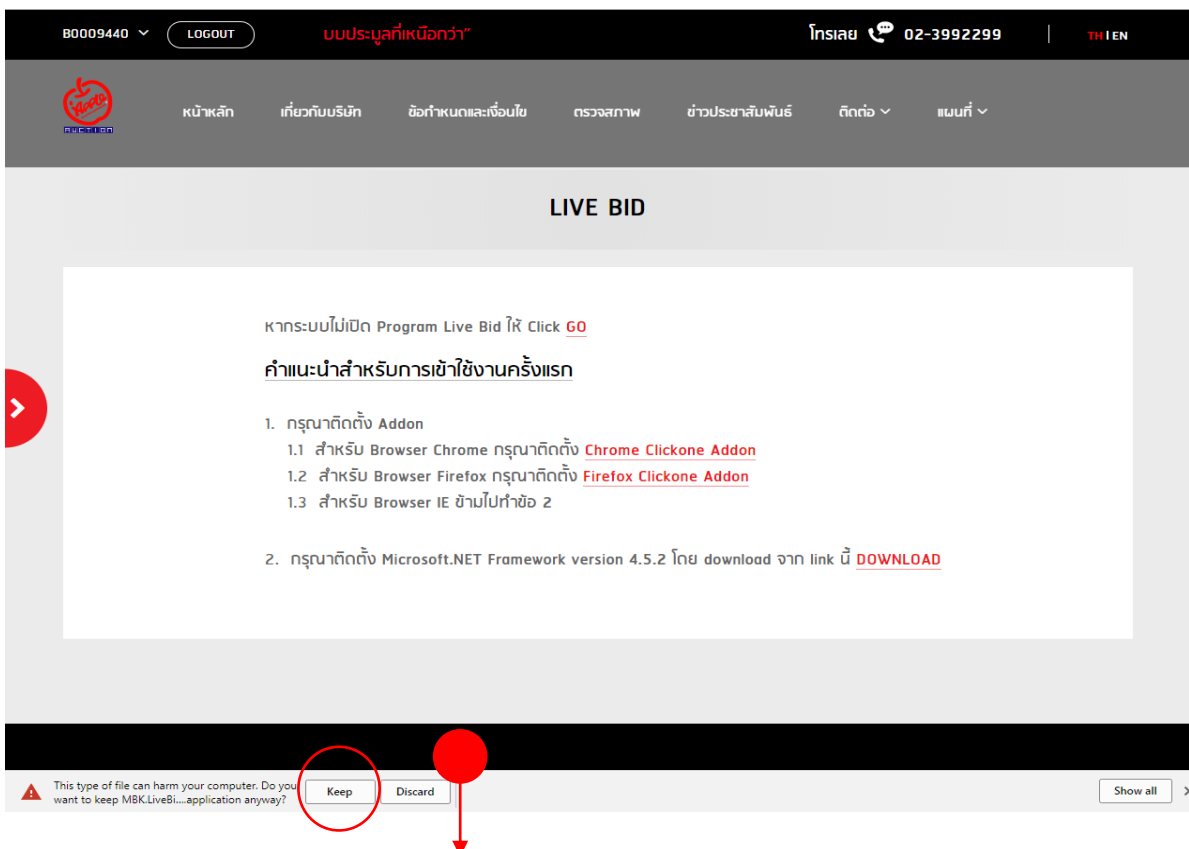 B0009440 LOGOUT บบประมูลที่เหนือกว่า" โทรเลย 02-3992299 TH | EN
Apple
AUCTION
หน้าหลัก เกี่ยวกับบริษัท ข้อกำหนดและเงื่อนไข ตรวจสภาพ ข่าวประชาสัมพันธ์ ติดต่อ แผนที่
LIVE BID
หากระบบไม่เปิด Program Live Bid ให้ Click GO
คำแนะนำสำหรับการเข้าใช้งานครั้งแรก
1. กรุณาติดตั้ง Addon
1.1 สำหรับ Browser Chrome กรุณาติดตั้ง Chrome Clickone Addon
1.2 สำหรับ Browser Firefox กรุณาติดตั้ง Firefox Clickone Addon
1.3 สำหรับ Browser IE ข้ามไปทำข้อ 2
2. กรุณาติดตั้ง Microsoft.NET Framework version 4.5.2 โดย download จาก link นี้ DOWNLOAD
This type of file can harm your computer. Do you
want to keep MBK.LiveBi....application anyway?
Keep Discard Show all